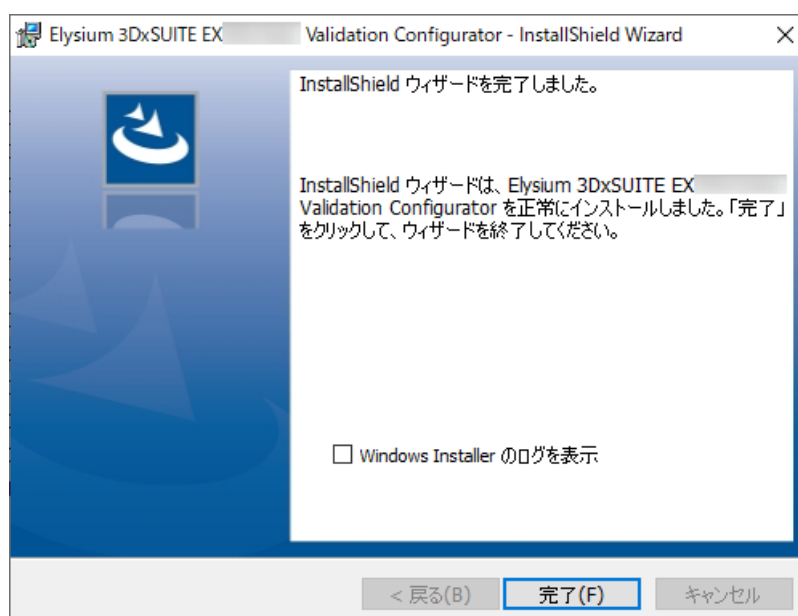 Elysium 3DxSUITE EX Validation Configurator - InstallShield Wizard
InstallShield ウィザードを完了しました。
InstallShield ウィザードは、Elysium 3DxSUITE EX
Validation Configurator を正常にインストールしました。「完了」
をクリックして、ウィザードを終了してください。
Windows Installer のログを表示
< 戻る(B)
完了(F)
キャンセル